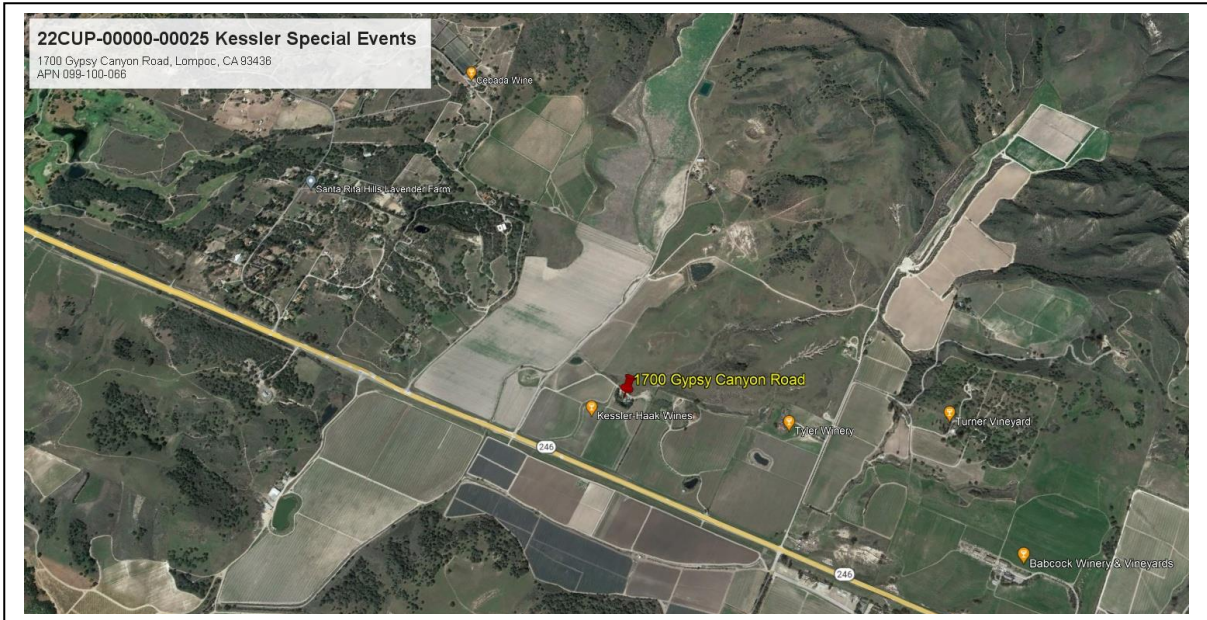 22CUP-00000-00025 Kessler Special Events
1700 Gypsy Canyon Road, Lompoc, CA 93436
APN 099-100-066
Cebada Wine
Santa Rita Hills Lavender Farm
1700 Gypsy Canyon Road
Kessler-Haak Wines
Tyler Winery
Turner Vineyard
246
Babcock Winery & Vineyards
246